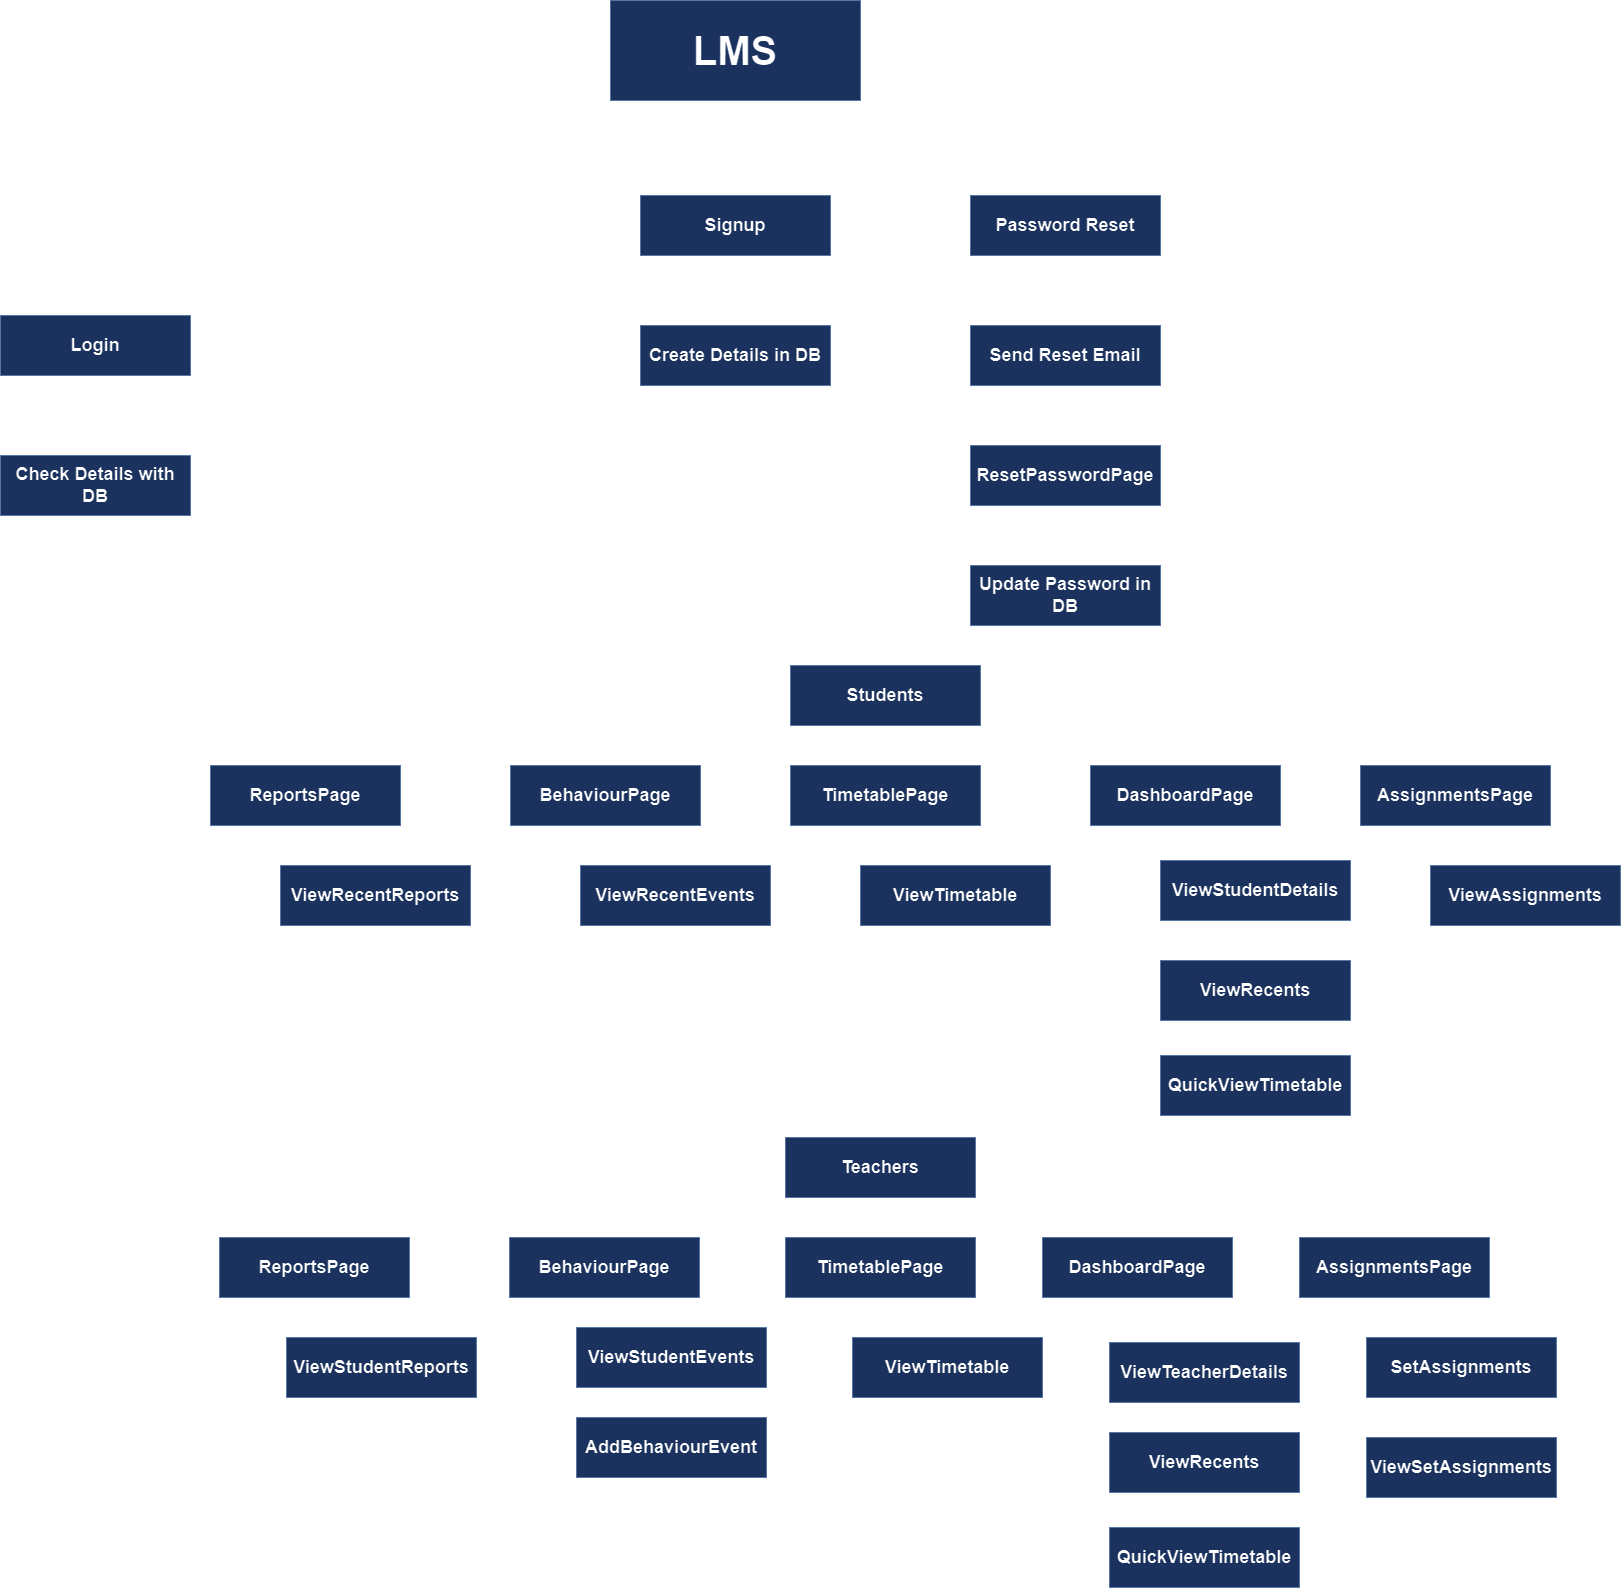 LMS
Signup
Password Reset
Login
Create Details in DB
Send Reset Email
Check Details with
DB
ResetPasswordPage
Update Password in
DB
Students
ReportsPage
BehaviourPage
TimetablePage
DashboardPage
AssignmentsPage
ViewRecentReports
ViewRecentEvents
ViewTimetable
ViewStudentDetails
ViewAssignments
ViewRecents
QuickViewTimetable
Teachers
ReportsPage
BehaviourPage
TimetablePage
DashboardPage
AssignmentsPage
ViewStudentReports
ViewStudentEvents
ViewTimetable
ViewTeacherDetails
SetAssignments
AddBehaviourEvent
ViewRecents
ViewSetAssignments
QuickViewTimetable